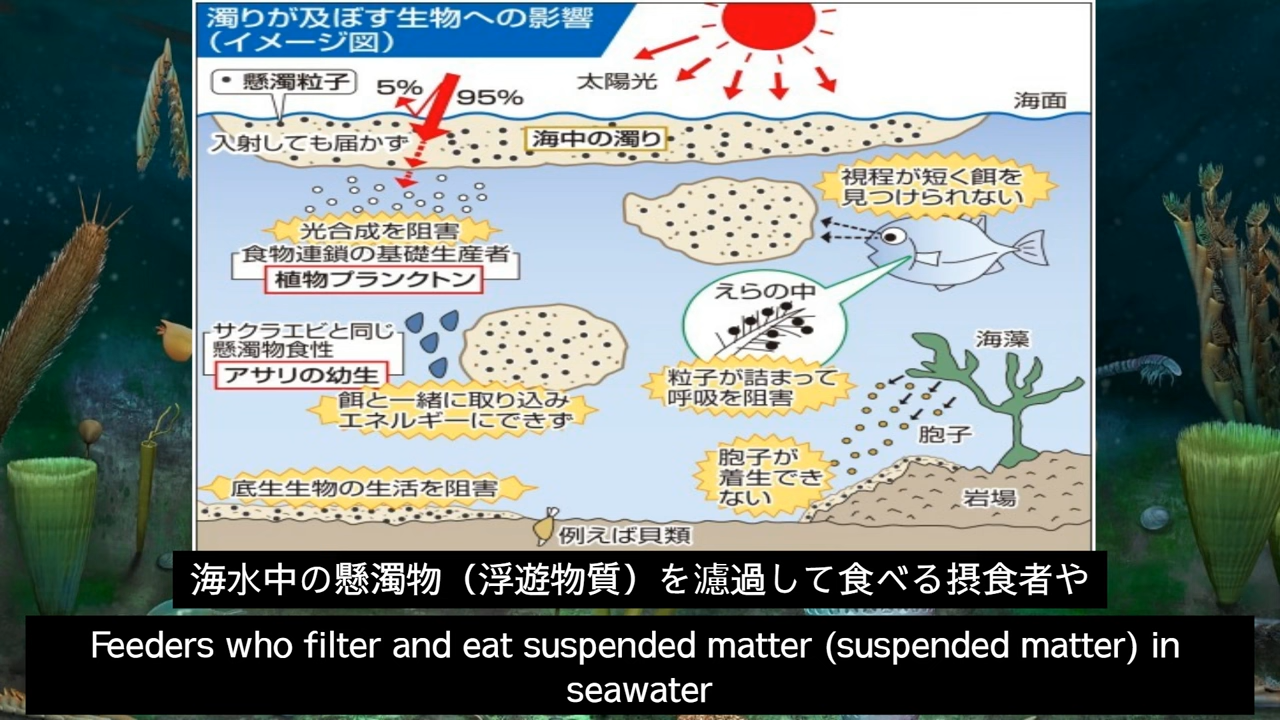 濁りが及ぼす生物への影響
（イメージ図）
太陽光
海面
・懸濁粒子
5%
95%
入射しても届かず
海中の濁り
視程が短く餌を
見つけられない
光合成を阻害
食物連鎖の基礎生産者
植物プランクトン
えらの中
サクラエビと同じ
懸濁物食性
アサリの幼生
餌と一緒に取り込み
エネルギーにできず
粒子が詰まって
呼吸を阻害
海藻
胞子
胞子が
着生でき
ない
岩場
底生生物の生活を阻害
例えば貝類
海水中の懸濁物（浮遊物質）を濾過して食べる摂食者や
Feeders who filter and eat suspended matter (suspended matter) in
seawater